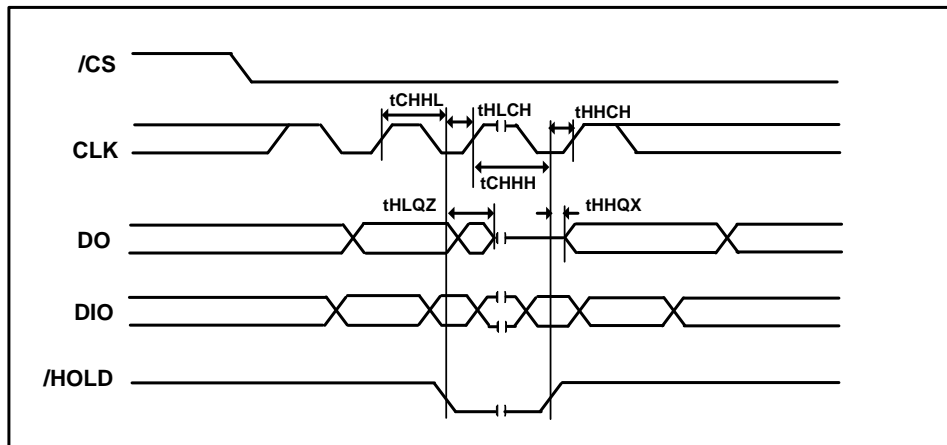 /CS
tCHHL
tHLCH
tHHCH
CLK
tCHHH
tHLQZ
tHHQX
DO
DIO
/HOLD